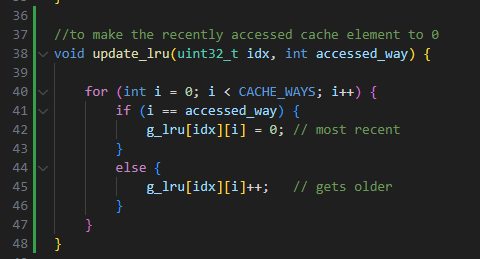 36
37 //to make the recently accessed cache element to 0
38 void update_lru(uint32_t idx, int accessed_way) {
39
40     for (int i = 0; i < CACHE_WAYS; i++) {
41         if (i == accessed_way) {
42             g_lru[idx][i] = 0; // most recent
43         }
44         else {
45             g_lru[idx][i]++;   // gets older
46         }
47     }
48 }